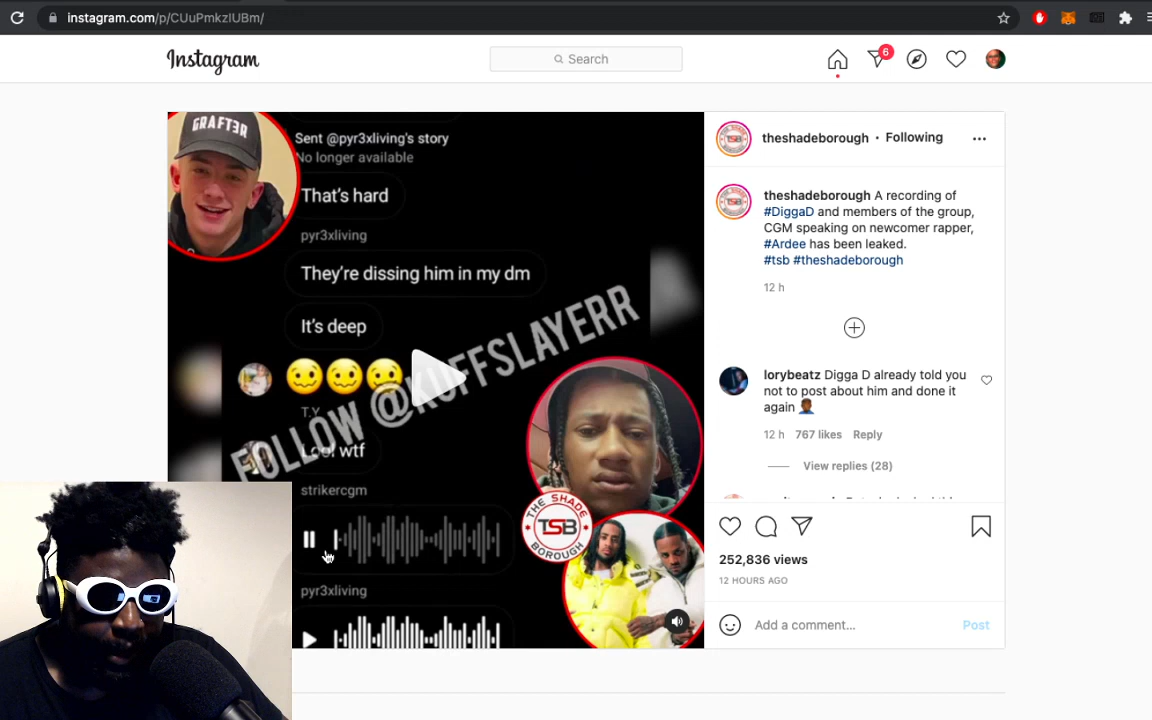 instagram.com/p/CUuPmkzIUBm/
Instagram
Search
6
GRAFT3R
Sent @pyr3xliving's story
No longer available
That's hard
pyr3xliving
They're dissing him in my dm
It's deep
FOLLOW @KUFFSLAYERR
T.Y
Lool wtf
strikercgm
pyr3xliving
THE SHADE
TSB
BOROUGH
theshadeborough • Following
theshadeborough A recording of
#DiggaD and members of the group,
CGM speaking on newcomer rapper,
#Ardee has been leaked.
#tsb #theshadeborough
12 h
lorybeatz Digga D already told you
not to post about him and done it
again
12 h 767 likes Reply
View replies (28)
252,836 views
12 HOURS AGO
Add a comment...
Post